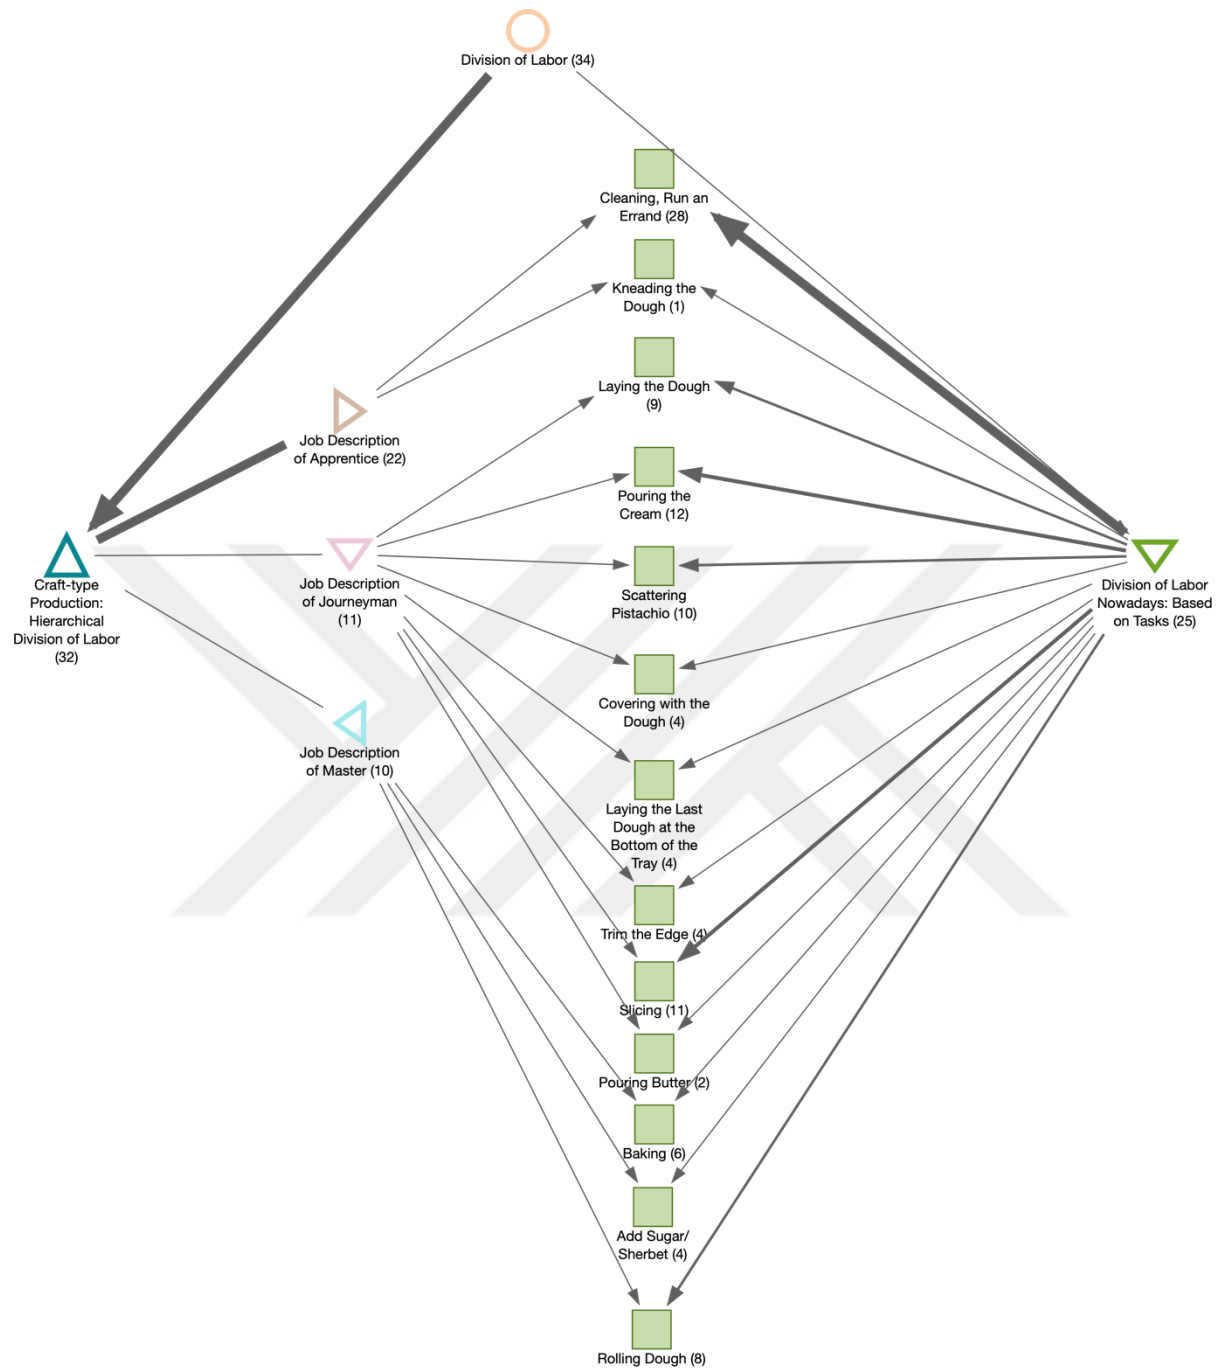 Division of Labor (34)
Cleaning, Run an
Errand (28)
Kneading the
Dough (1)
Laying the Dough
(9)
Job Description
of Apprentice (22)
Pouring the
Cream (12)
Craft-type
Production:
Hierarchical
Division of Labor
(32)
Job Description
of Journeyman
(11)
Scattering
Pistachio (10)
Division of Labor
Nowadays: Based
on Tasks (25)
Covering with the
Dough (4)
Job Description
of Master (10)
Laying the Last
Dough at the
Bottom of the
Tray (4)
Trim the Edge (4)
Slicing (11)
Pouring Butter (2)
Baking (6)
Add Sugar/
Sherbet (4)
Rolling Dough (8)